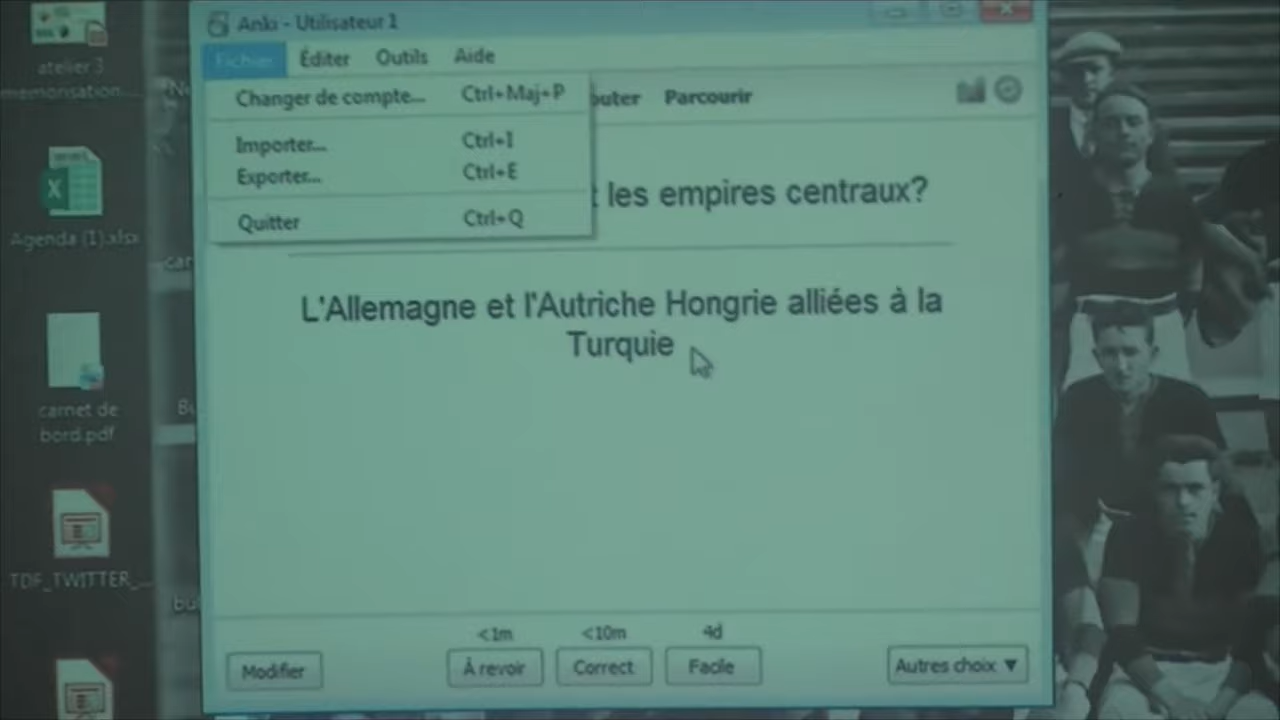 Anki - Utilisateur 1
Fichier Éditer Outils Aide
Changer de compte... Ctrl+Maj+P
Importer... Ctrl+I
Exporter... Ctrl+E
Quitter Ctrl+Q
outer Parcourir
les empires centraux?
L'Allemagne et l'Autriche Hongrie alliées à la
Turquie
<1m <10m 4d
Modifier À revoir Correct Facile Autres choix ▼
atelier 3
memorisation...
Agenda (1).xlsx
carnet de
bord.pdf
TDF_TWITTER_...